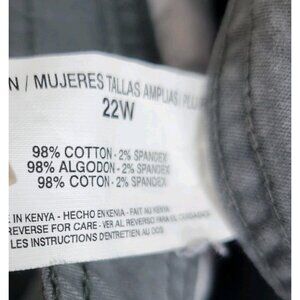 N / MUJERES TALLAS AMPLIAS / PLU
22W
98% COTTON - 2% SPANDEX
98% ALGODON - 2% SPANDEX
98% COTON - 2% SPANDEX
E IN KENYA - HECHO EN KENIA - FAIT AU KENYA
REVERSE FOR CARE - VER AL REVERSO PARA
LES INSTRUCTIONS D'ENTRETIEN AU DOS